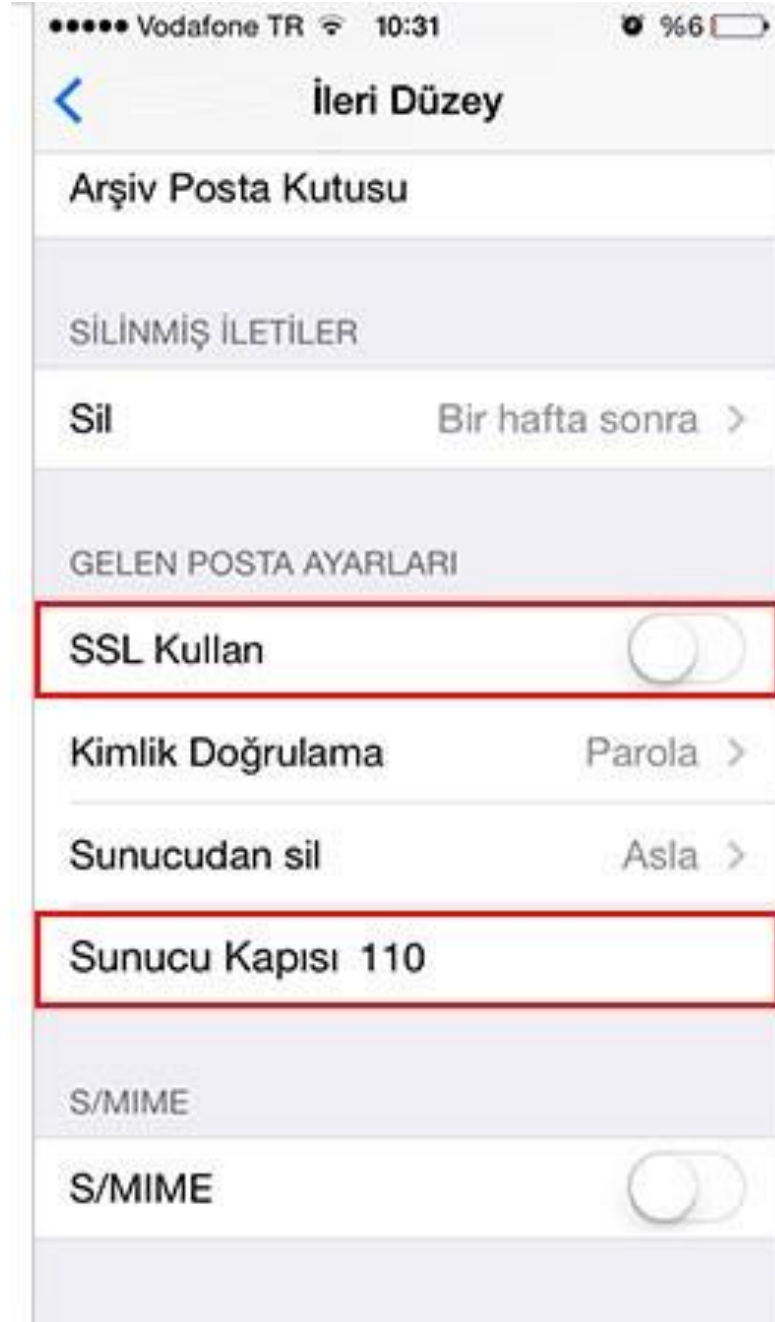 Vodafone TR 10:31 %6
İleri Düzey
Arşiv Posta Kutusu
SİLİNMİŞ İLETİLER
Sil Bir hafta sonra
GELEN POSTA AYARLARI
SSL Kullan
Kimlik Doğrulama Parola
Sunucudan sil Asla
Sunucu Kapısı 110
S/MIME
S/MIME